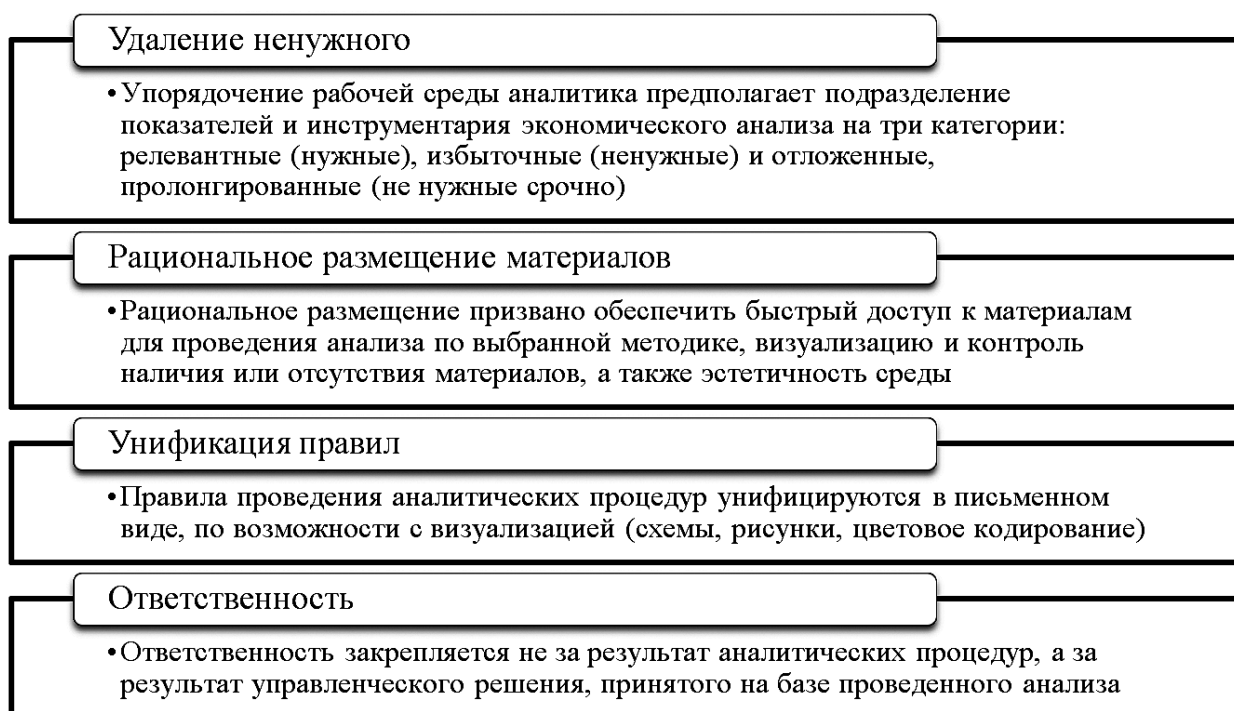 Удаление ненужного
•Упорядочение рабочей среды аналитика предполагает подразделение
показателей и инструментария экономического анализа на три категории:
релевантные (нужные), избыточные (ненужные) и отложенные,
пролонгированные (не нужные срочно)
Рациональное размещение материалов
•Рациональное размещение призвано обеспечить быстрый доступ к материалам
для проведения анализа по выбранной методике, визуализацию и контроль
наличия или отсутствия материалов, а также эстетичность среды
Унификация правил
•Правила проведения аналитических процедур унифицируются в письменном
виде, по возможности с визуализацией (схемы, рисунки, цветовое кодирование)
Ответственность
•Ответственность закрепляется не за результат аналитических процедур, а за
результат управленческого решения, принятого на базе проведенного анализа